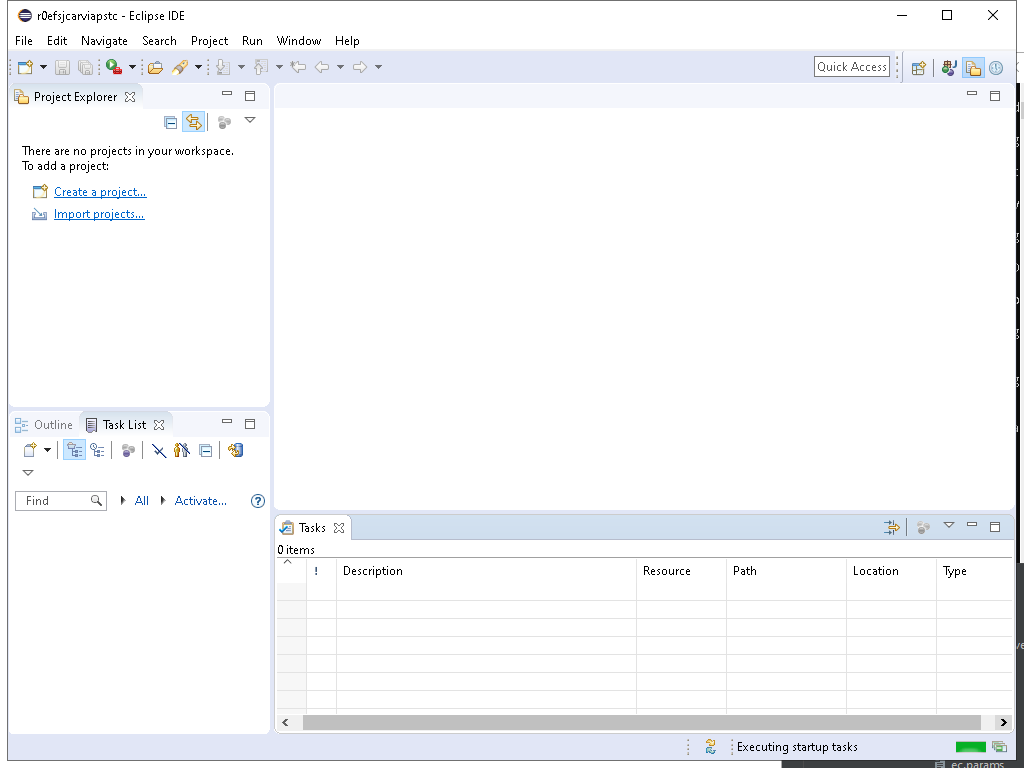 r0efsjcarviapstc - Eclipse IDE
File Edit Navigate Search Project Run Window Help
Quick Access
Project Explorer
There are no projects in your workspace.
To add a project:
Create a project...
Import projects...
Outline Task List
Find All Activate...
Tasks
0 items
! Description Resource Path Location Type
Executing startup tasks
ec.params